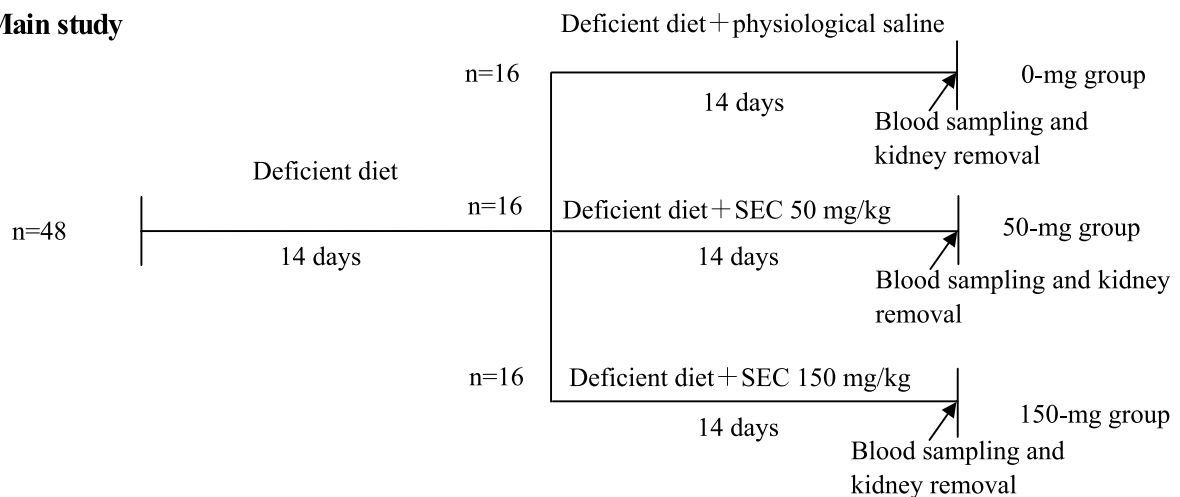 Main study
Deficient diet＋physiological saline
n=16
14 days
0-mg group
Blood sampling and
kidney removal
Deficient diet
n=48
14 days
n=16
Deficient diet＋SEC 50 mg/kg
14 days
50-mg group
Blood sampling and kidney
removal
n=16
Deficient diet＋SEC 150 mg/kg
14 days
150-mg group
Blood sampling and
kidney removal